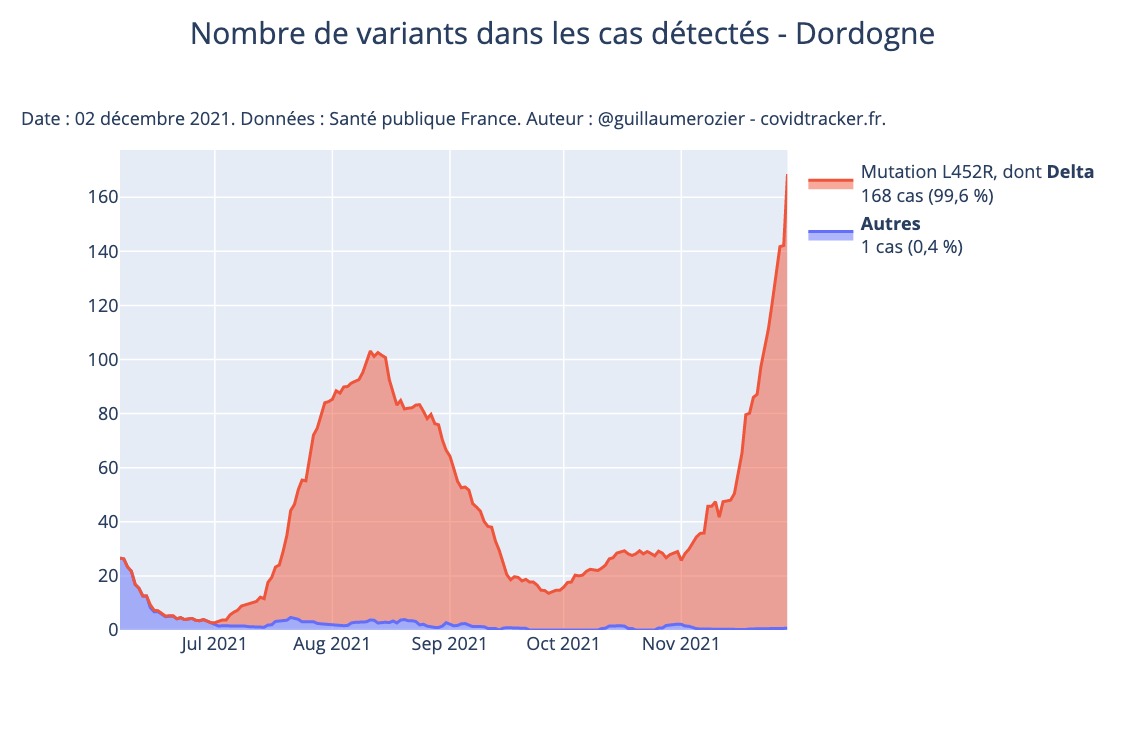 Nombre de variants dans les cas détectés - Dordogne
Date : 02 décembre 2021. Données : Santé publique France. Auteur : @guillaumerozier - covidtracker.fr.
Mutation L452R, dont Delta
168 cas (99,6 %)
Autres
1 cas (0,4 %)
160
140
120
100
80
60
40
20
0
Jul 2021
Aug 2021
Sep 2021
Oct 2021
Nov 2021